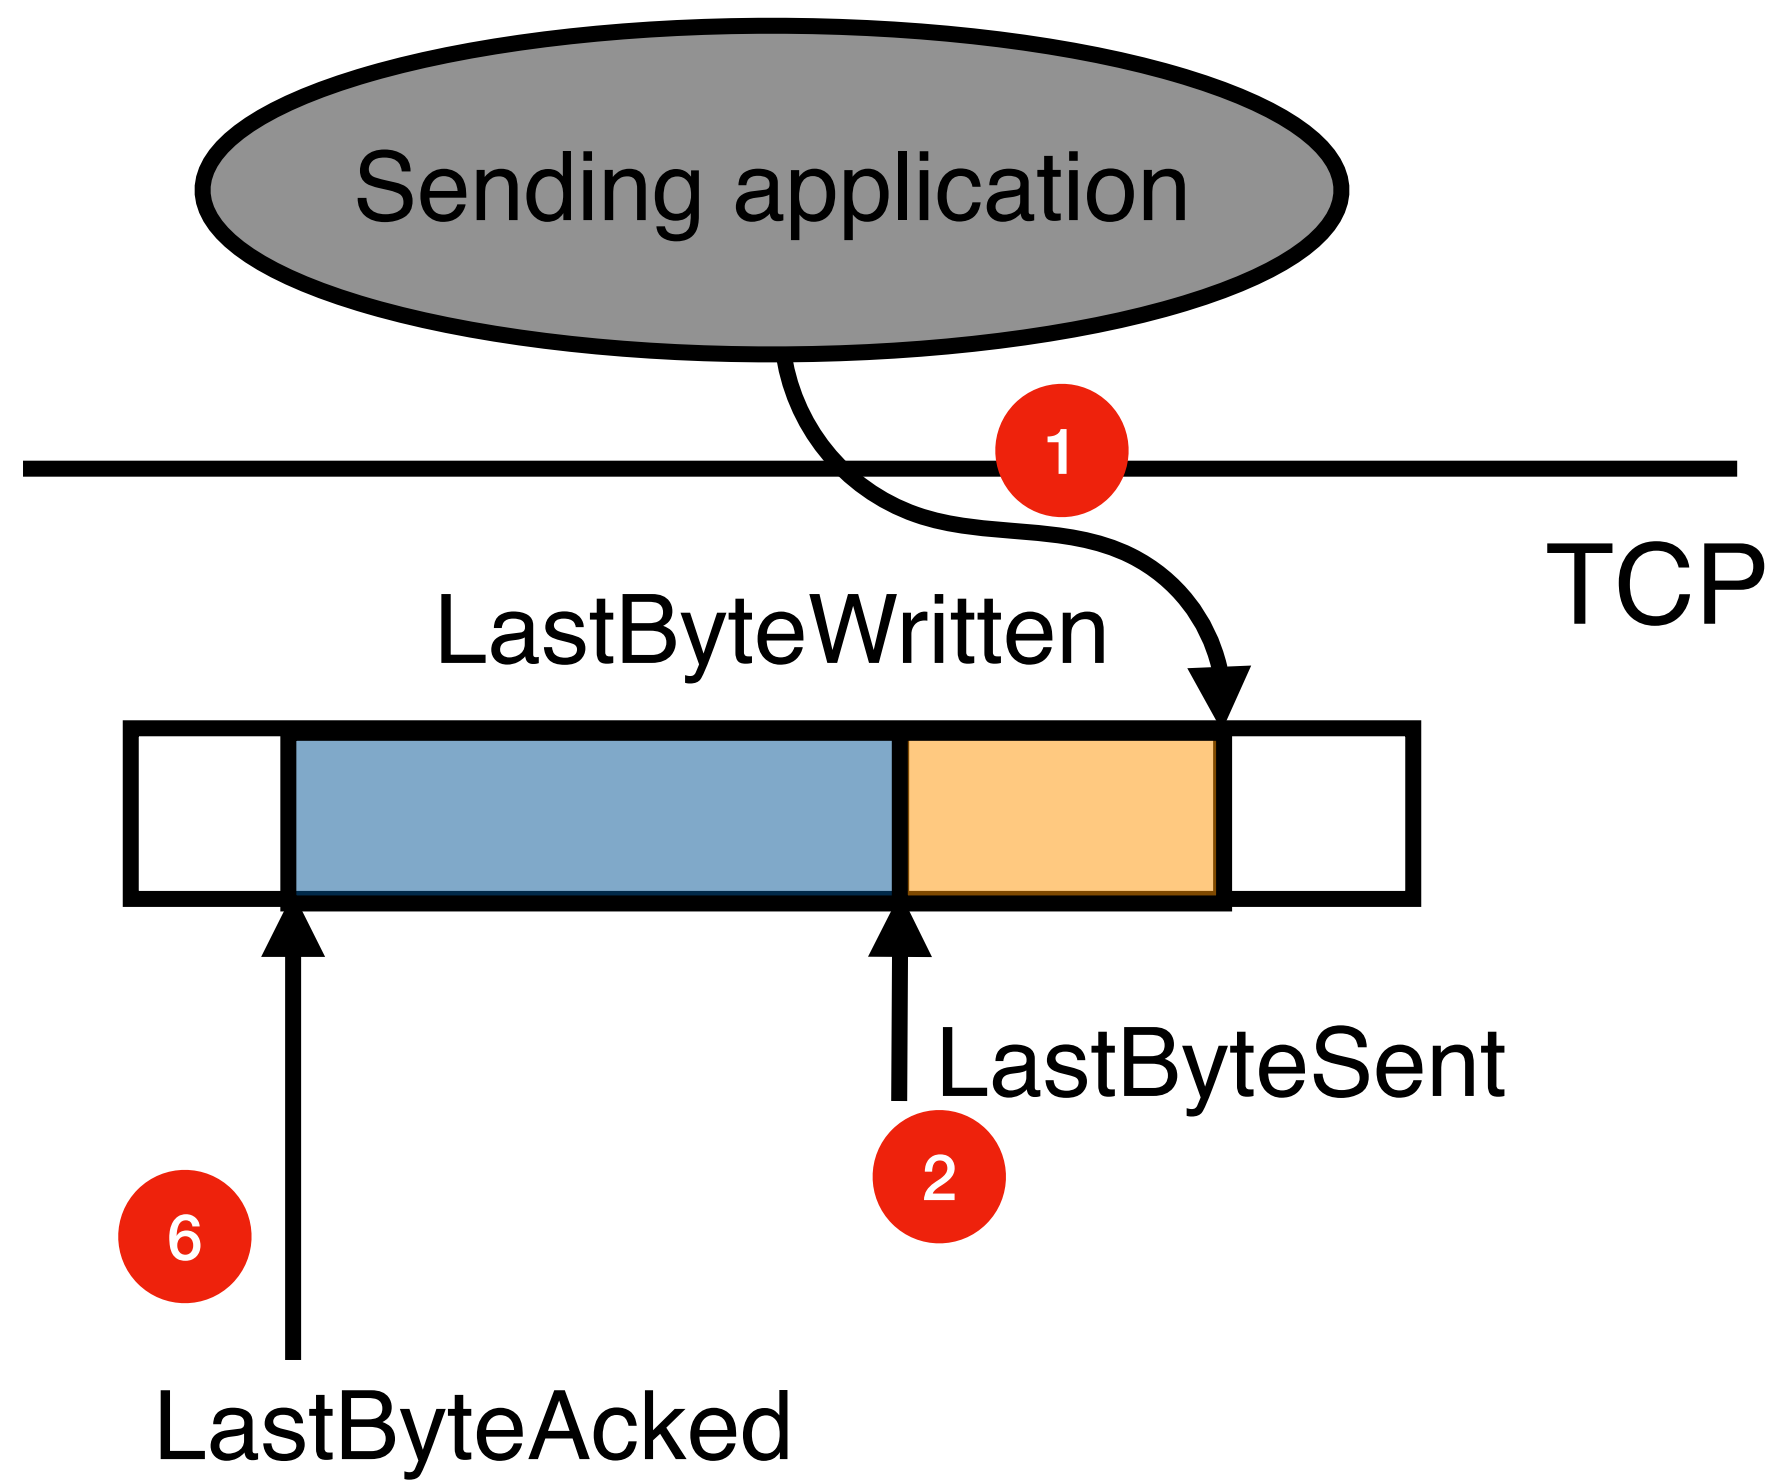 Sending application
1
TCP
LastByteWritten
LastByteSent
2
6
LastByteAcked